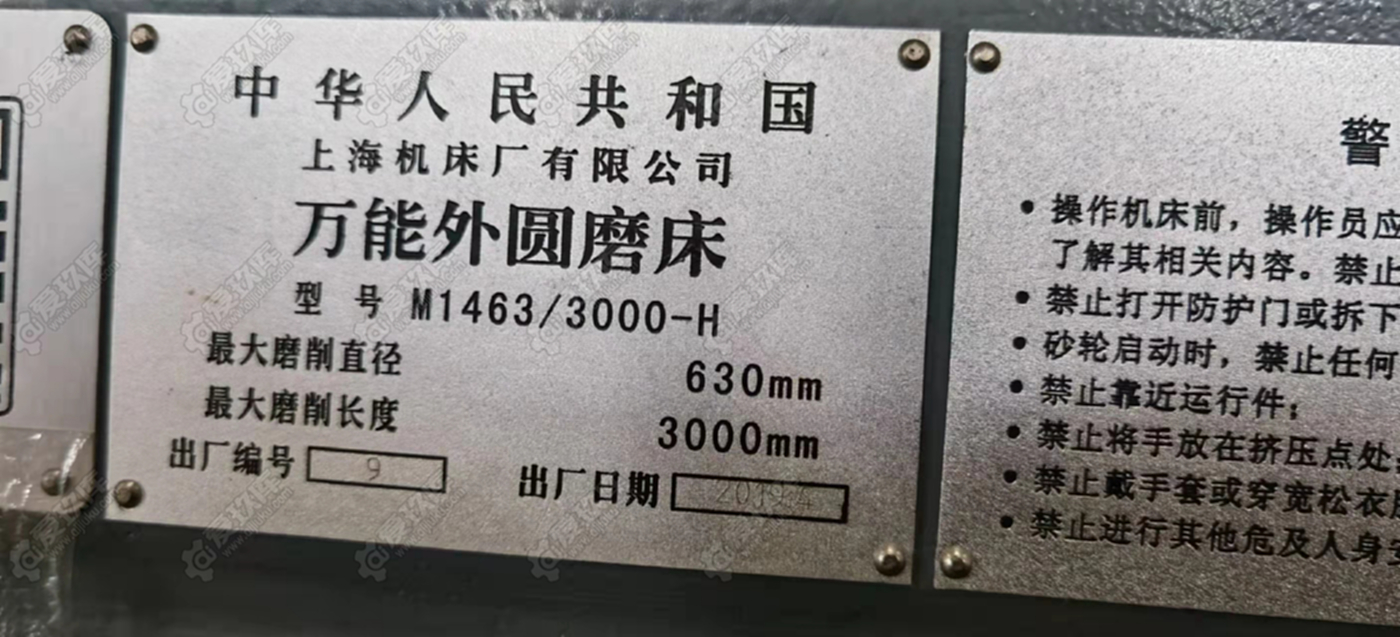 中华人民共和国
上海机床厂有限公司
万能外圆磨床
型号 M1463/3000-H
最大磨削直径 630mm
最大磨削长度 3000mm
出厂编号 9 出厂日期 2019.4
警
• 操作机床前，操作员应
了解其相关内容。禁止
• 禁止打开防护门或拆下
• 砂轮启动时，禁止任何
• 禁止靠近运行件；
• 禁止将手放在挤压点处
• 禁止戴手套或穿宽松衣
• 禁止进行其他危及人身